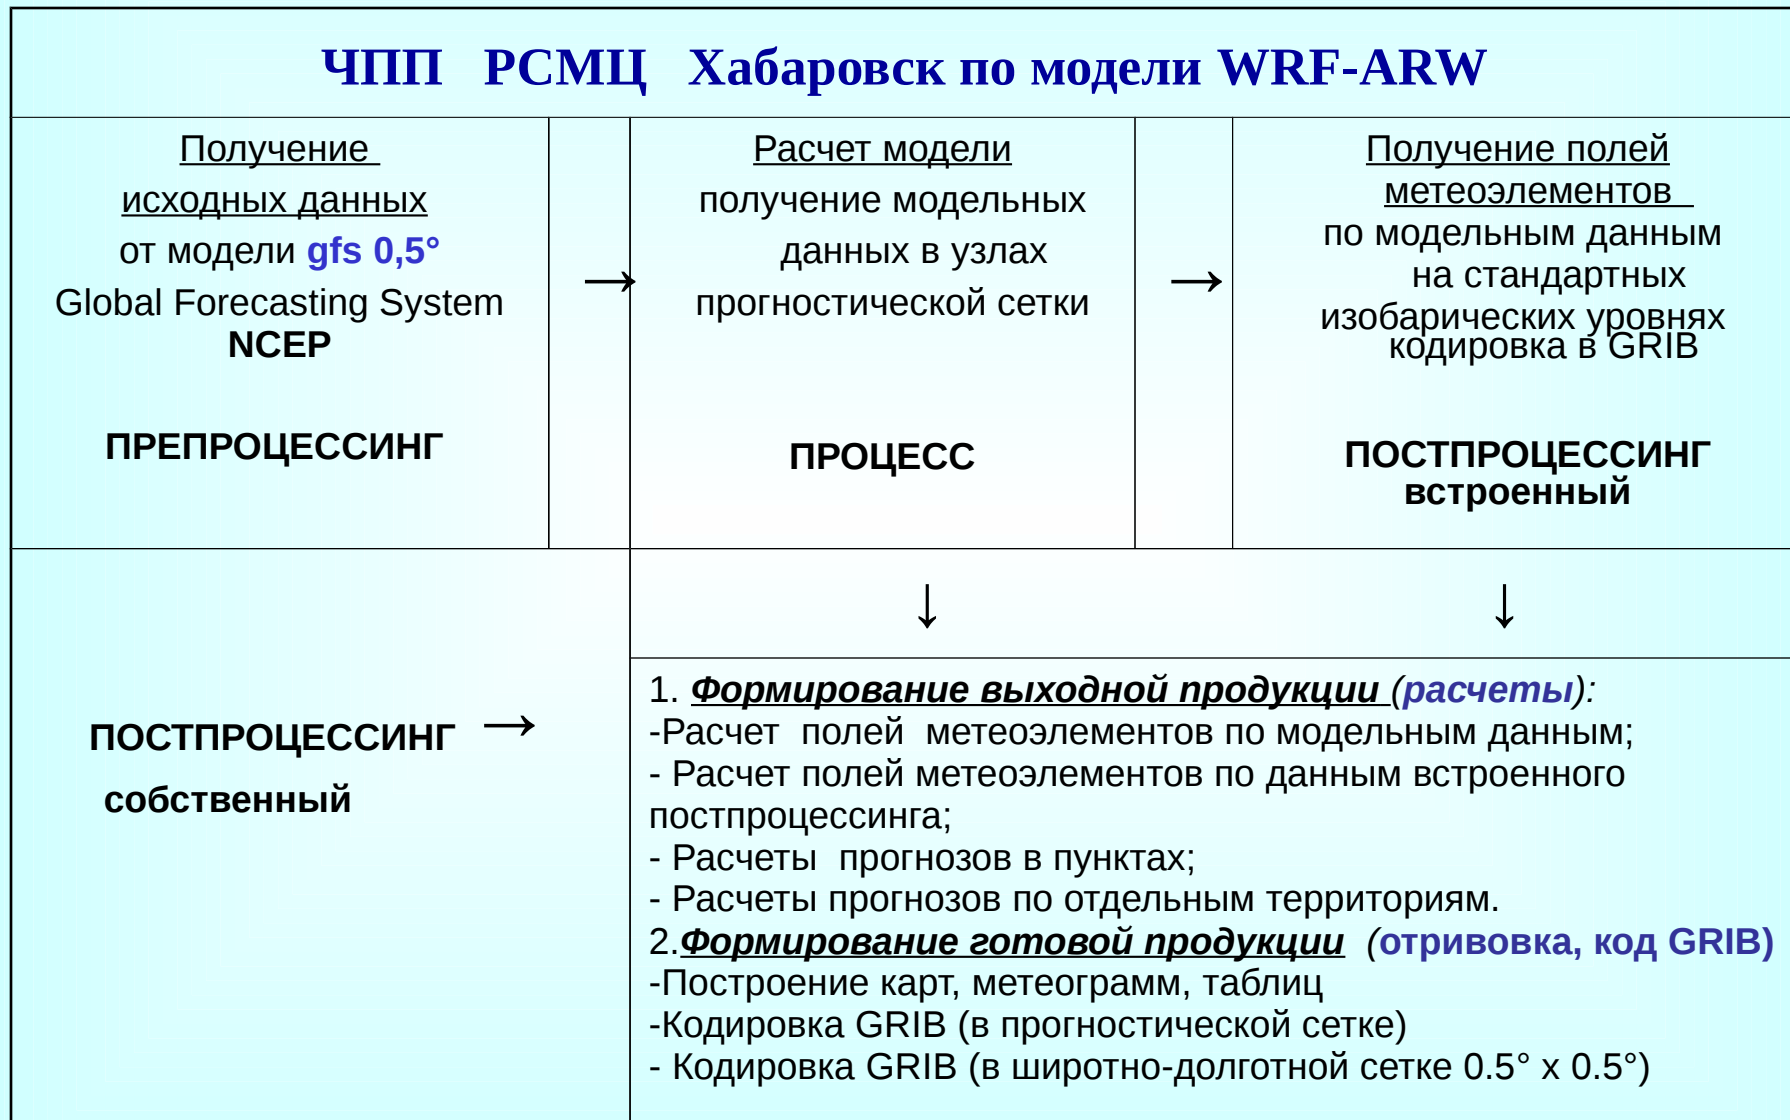 ЧПП РСМЦ Хабаровск по модели WRF-ARW
Получение
исходных данных
от модели gfs 0,5°
Global Forecasting System
NCEP
ПРЕПРОЦЕССИНГ
→
Расчет модели
получение модельных
данных в узлах
прогностической сетки
ПРОЦЕСС
→
Получение полей
метеоэлементов
по модельным данным
на стандартных
изобарических уровнях
кодировка в GRIB
ПОСТПРОЦЕССИНГ
встроенный
↓ ↓
ПОСТПРОЦЕССИНГ →
собственный
1. Формирование выходной продукции (расчеты):
-Расчет полей метеоэлементов по модельным данным;
- Расчет полей метеоэлементов по данным встроенного
постпроцессинга;
- Расчеты прогнозов в пунктах;
- Расчеты прогнозов по отдельным территориям.
2.Формирование готовой продукции (отривовка, код GRIB)
-Построение карт, метеограмм, таблиц
-Кодировка GRIB (в прогностической сетке)
- Кодировка GRIB (в широтно-долготной сетке 0.5° x 0.5°)